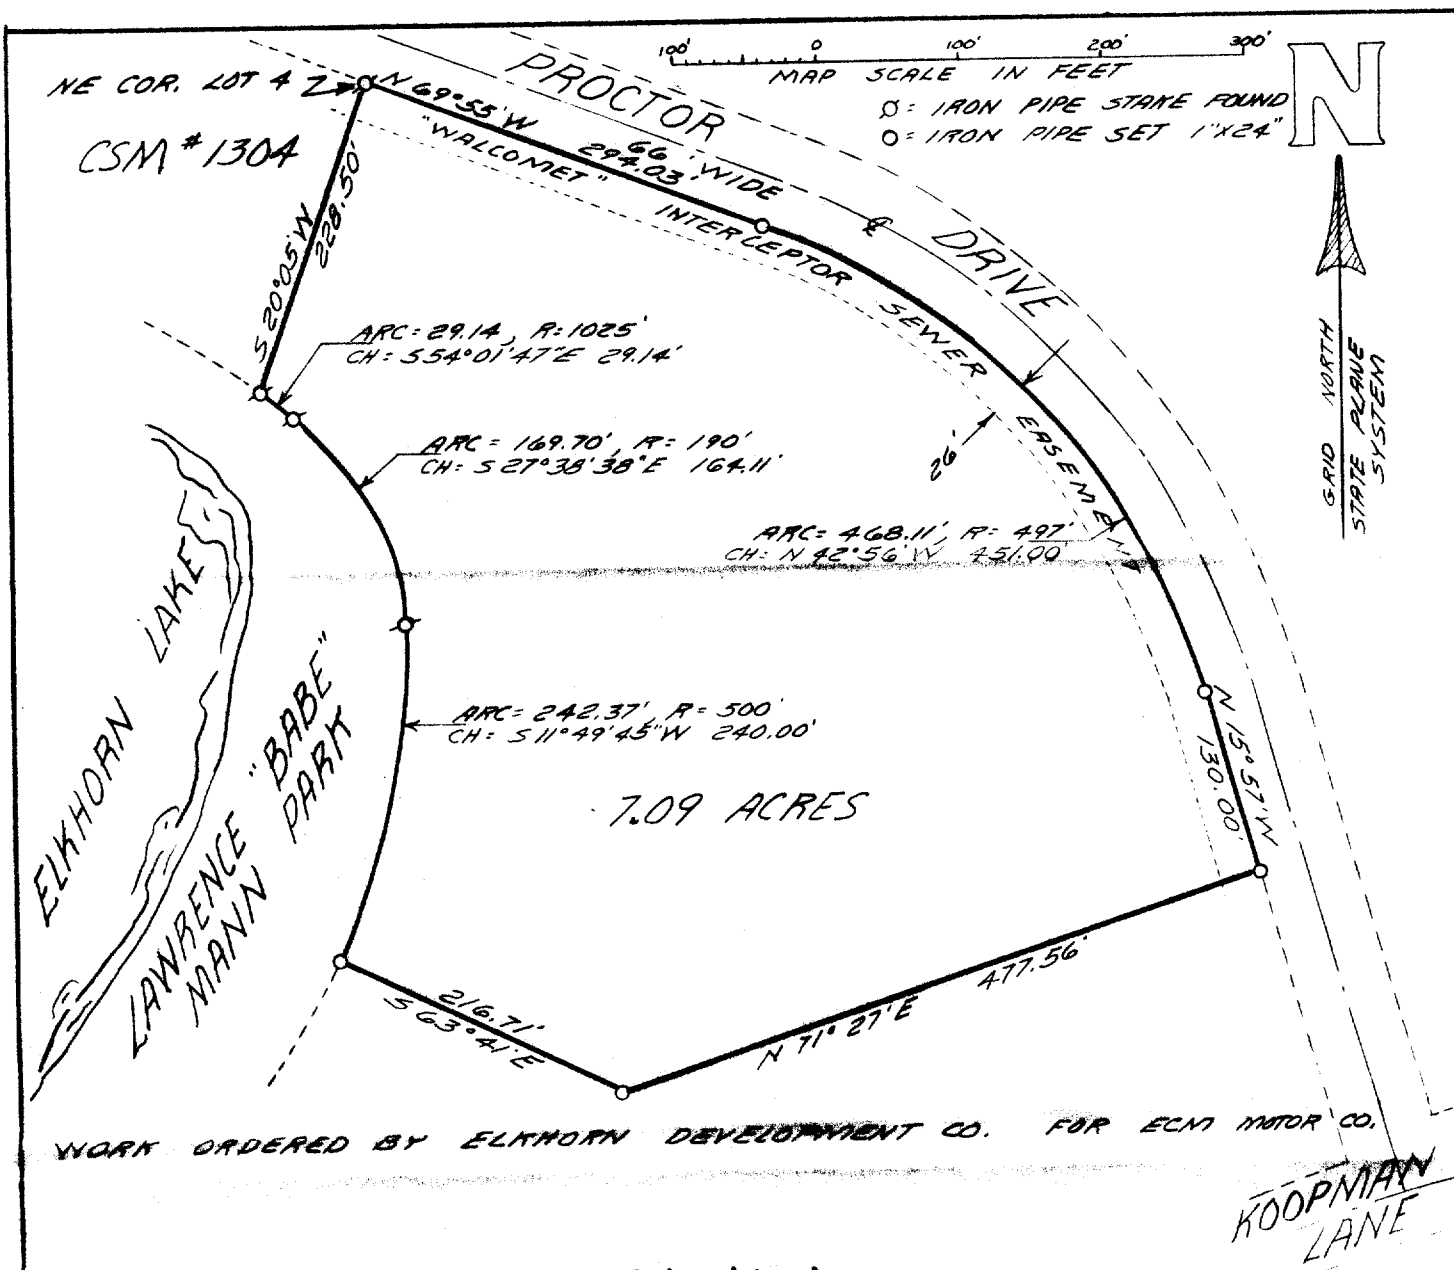 100' 0 100' 200' 300'
MAP SCALE IN FEET
Ø = IRON PIPE STAKE FOUND
O = IRON PIPE SET 1"X24"
N
GRID NORTH
STATE PLANE
SYSTEM
NE COR. LOT 4
CSM #1304
N 69°55' W
294.03'
PROCTOR
DRIVE
66' WIDE
"WALCOMET" INTERCEPTOR SEWER EASEMENT
S 20°05' W
228.50'
ARC = 29.14, R = 1025'
CH = S 54°01'47"E 29.14'
ARC = 169.70', R = 190'
CH = S 27°38'38"E 164.11'
26'
ARC = 468.11', R = 497'
CH = N 42°56' W 451.00'
ARC = 242.37', R = 500'
CH = S 11°49'45"W 240.00'
N 15°57' W
130.00'
7.09 ACRES
ELKHORN LAKE
LAWRENCE "BABE"
MANN PARK
216.71'
S 63°41' E
477.56'
N 71°27' E
WORK ORDERED BY ELKHORN DEVELOPMENT CO. FOR ECM MOTOR CO.
KOOPMAN
LANE